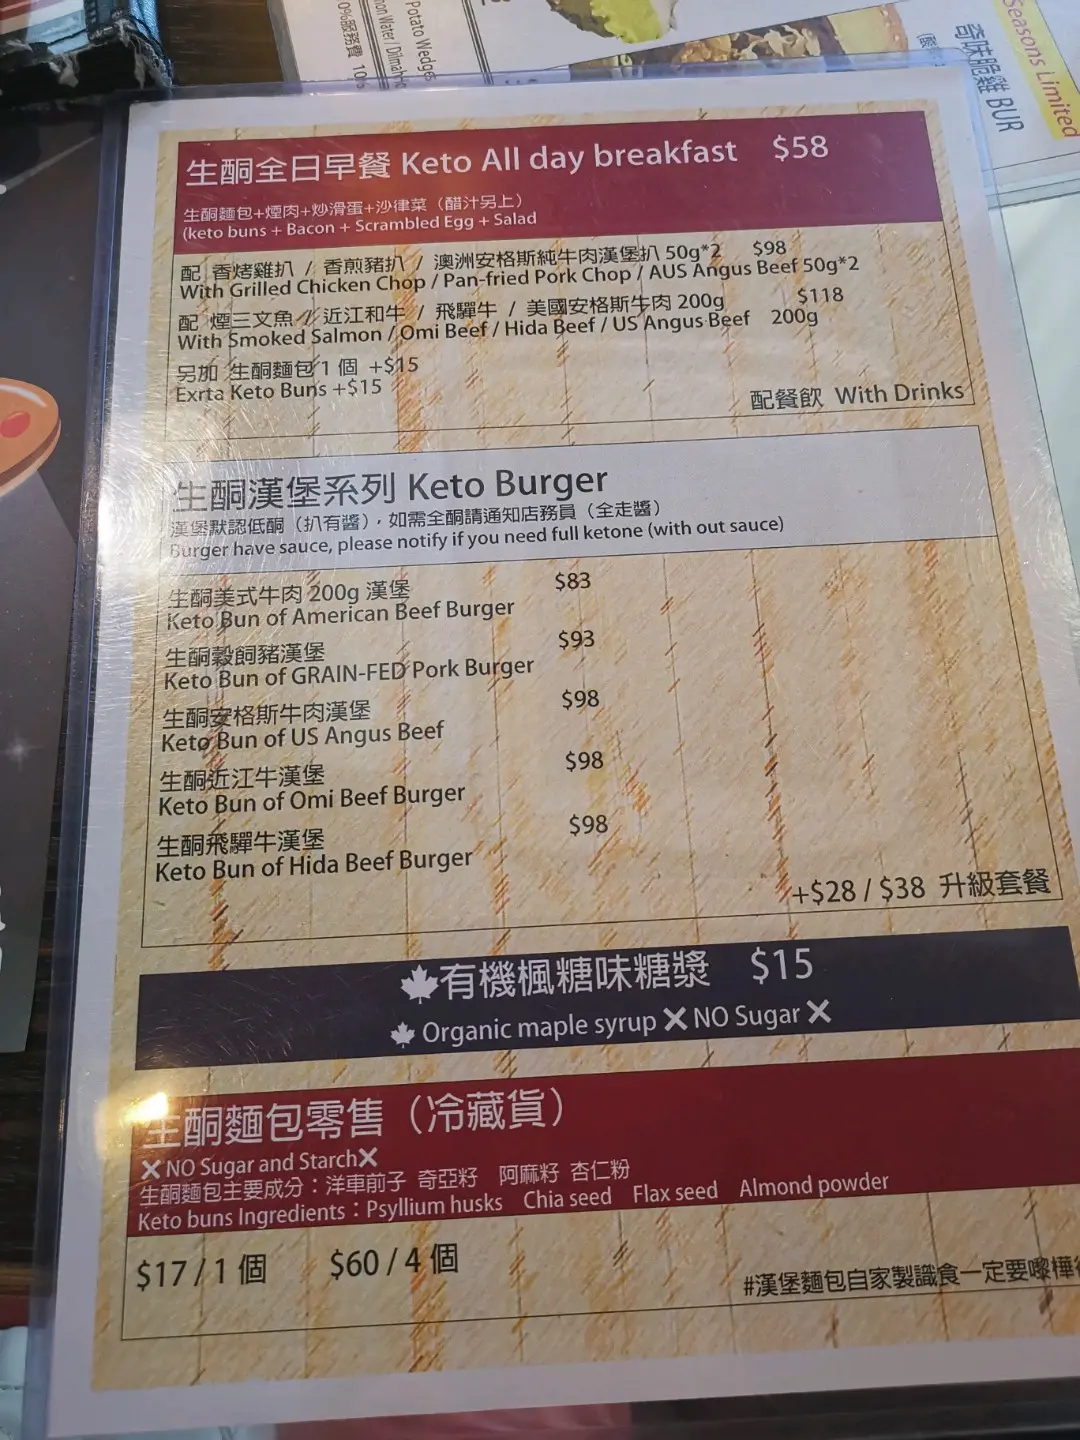 Potato Wedges
10%服務費 10%
Seasons Limited
奇味脆雞 BUR
生酮全日早餐 Keto All day breakfast $58
生酮麵包+煙肉+炒滑蛋+沙律菜（醋汁另上）
(keto buns + Bacon + Scrambled Egg + Salad
配 香烤雞扒 / 香煎豬扒 / 澳洲安格斯純牛肉漢堡扒 50g*2 $98
With Grilled Chicken Chop / Pan-fried Pork Chop / AUS Angus Beef 50g*2
配 煙三文魚 / 近江和牛 / 飛驒牛 / 美國安格斯牛肉 200g $118
With Smoked Salmon / Omi Beef / Hida Beef / US Angus Beef 200g
另加 生酮麵包 1 個 +$15
Exrta Keto Buns +$15
配餐飲 With Drinks
生酮漢堡系列 Keto Burger
漢堡默認低酮（扒有醬），如需全酮請通知店務員（全走醬）
Burger have sauce, please notify if you need full ketone (with out sauce)
生酮美式牛肉 200g 漢堡 $83
Keto Bun of American Beef Burger
生酮穀飼豬漢堡 $93
Keto Bun of GRAIN-FED Pork Burger
生酮安格斯牛肉漢堡 $98
Keto Bun of US Angus Beef
生酮近江牛漢堡 $98
Keto Bun of Omi Beef Burger
生酮飛驒牛漢堡 $98
Keto Bun of Hida Beef Burger
+$28 / $38 升級套餐
有機楓糖味糖漿 $15
Organic maple syrup ❌ NO Sugar ❌
生酮麵包零售（冷藏貨）
❌ NO Sugar and Starch ❌
生酮麵包主要成分：洋車前子 奇亞籽 阿麻籽 杏仁粉
Keto buns Ingredients：Psyllium husks Chia seed Flax seed Almond powder
$17 / 1 個 $60 / 4 個
#漢堡麵包自家製識食一定要嚟樺